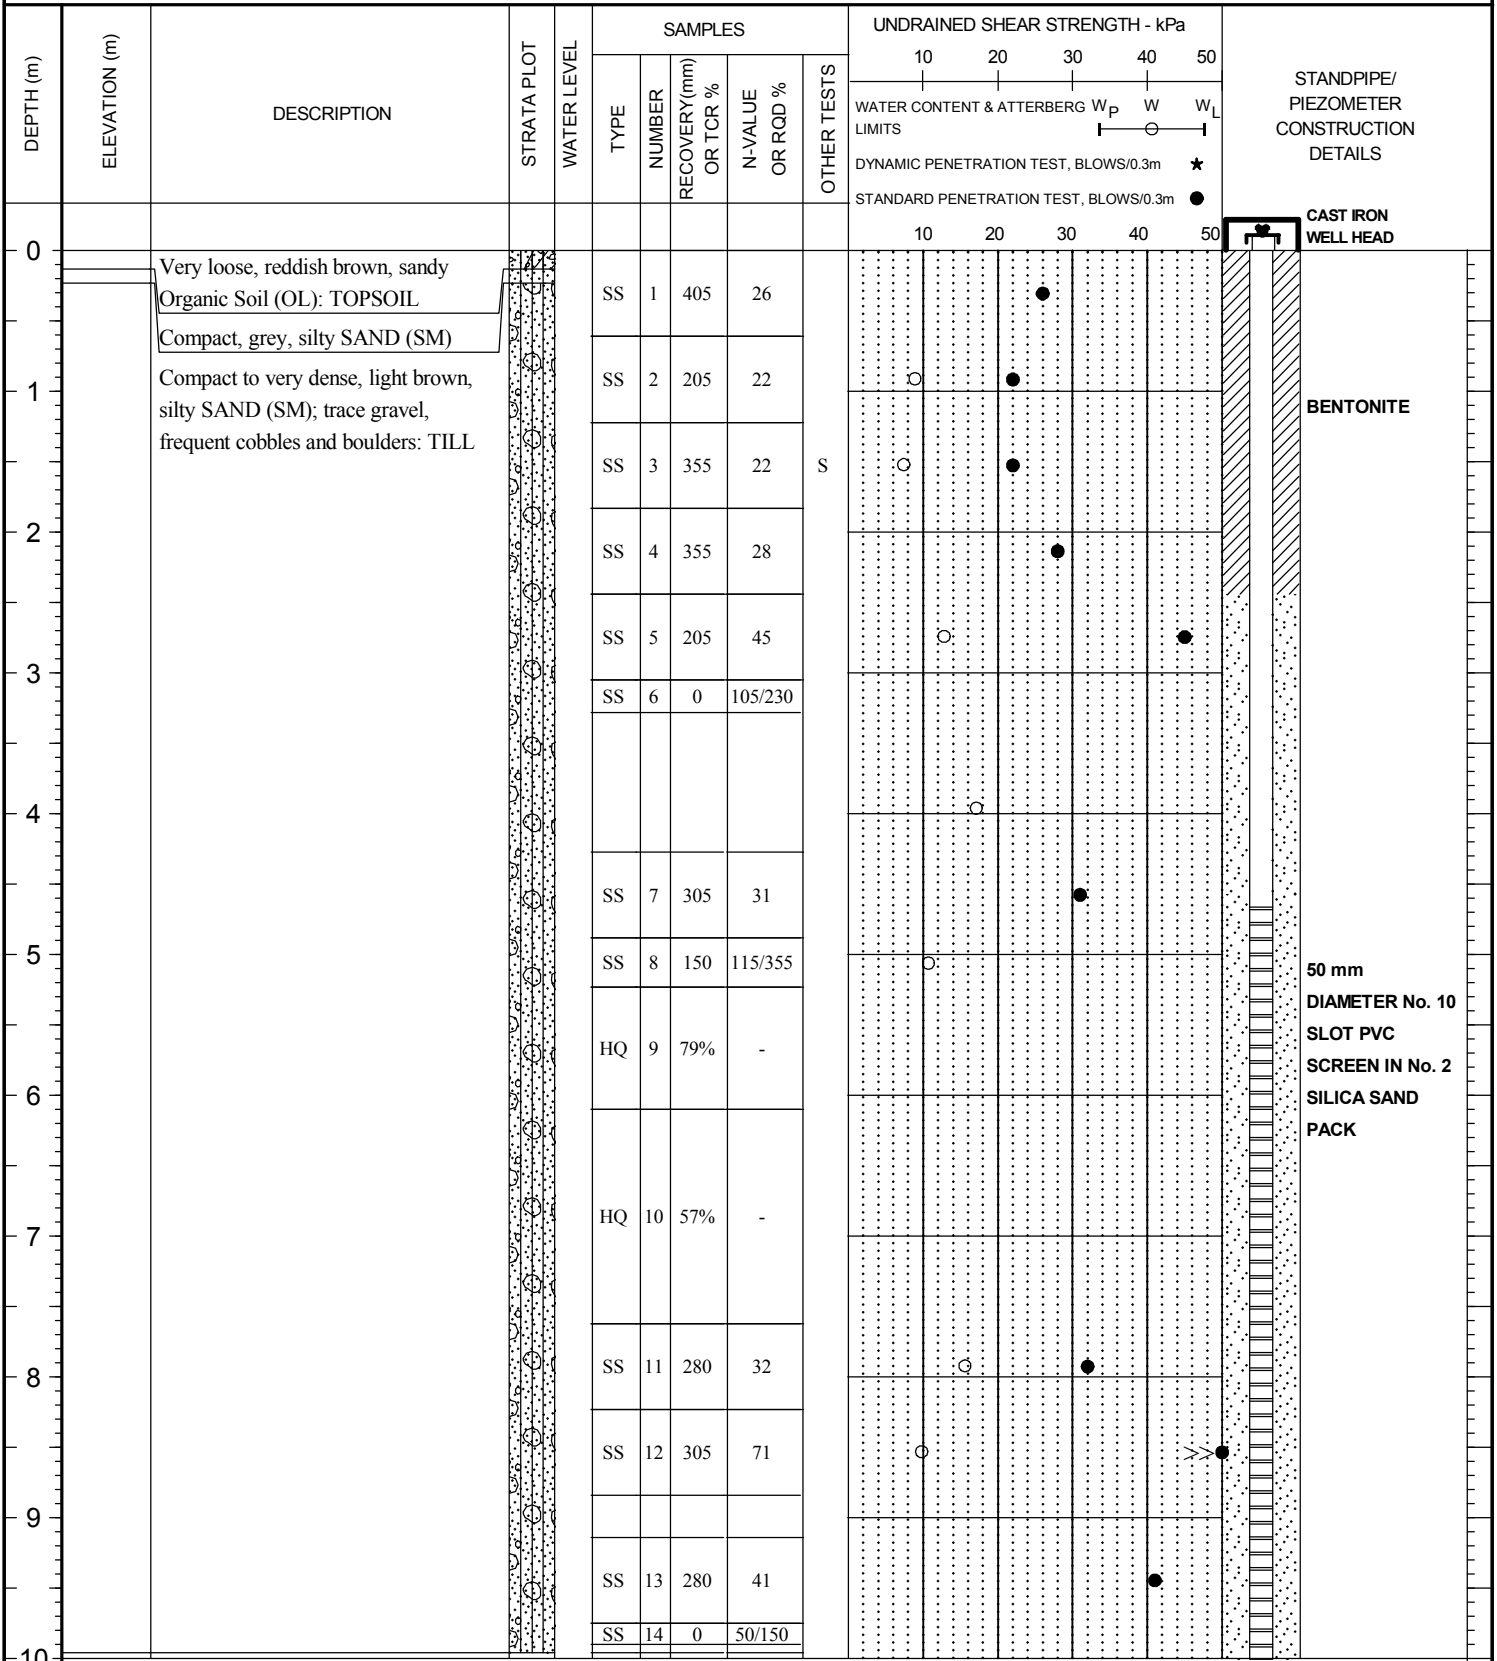 DEPTH (m)
ELEVATION (m)
DESCRIPTION
STRATA PLOT
WATER LEVEL
SAMPLES
TYPE
NUMBER
RECOVERY(mm)
OR TCR %
N-VALUE
OR RQD %
OTHER TESTS
UNDRAINED SHEAR STRENGTH - kPa
10 20 30 40 50
WATER CONTENT & ATTERBERG W_P W W_L
LIMITS
DYNAMIC PENETRATION TEST, BLOWS/0.3m ★
STANDARD PENETRATION TEST, BLOWS/0.3m ●
10 20 30 40 50
STANDPIPE/
PIEZOMETER
CONSTRUCTION
DETAILS
CAST IRON
WELL HEAD
0
Very loose, reddish brown, sandy
Organic Soil (OL): TOPSOIL
Compact, grey, silty SAND (SM)
Compact to very dense, light brown,
silty SAND (SM); trace gravel,
frequent cobbles and boulders: TILL
SS 1 405 26
SS 2 205 22
1
BENTONITE
SS 3 355 22 S
2
SS 4 355 28
SS 5 205 45
3
SS 6 0 105/230
4
SS 7 305 31
5
SS 8 150 115/355
50 mm
DIAMETER No. 10
SLOT PVC
SCREEN IN No. 2
SILICA SAND
PACK
HQ 9 79% -
6
HQ 10 57% -
7
SS 11 280 32
8
SS 12 305 71
>>
9
SS 13 280 41
SS 14 0 50/150
10